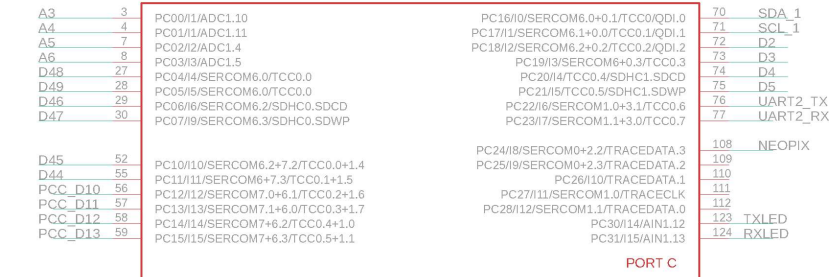 A3 3 PC00/I1/ADC1.10 PC16/I0/SERCOM6.0+0.1/TCC0/QDI.0 70 SDA_1
A4 4 PC01/I1/ADC1.11 PC17/I1/SERCOM6.1+0.0/TCC0.1/QDI.1 71 SCL_1
A5 7 PC02/I2/ADC1.4 PC18/I2/SERCOM6.2+0.2/TCC0.2/QDI.2 72 D2
A6 8 PC03/I3/ADC1.5 PC19/I3/SERCOM6+0.3/TCC0.3 73 D3
D48 27 PC04/I4/SERCOM6.0/TCC0.0 PC20/I4/TCC0.4/SDHC1.SDCD 74 D4
D49 28 PC05/I5/SERCOM6.0/TCC0.0 PC21/I5/TCC0.5/SDHC1.SDWP 75 D5
D46 29 PC06/I6/SERCOM6.2/SDHC0.SDCD PC22/I6/SERCOM1.0+3.1/TCC0.6 76 UART2_TX
D47 30 PC07/I9/SERCOM6.3/SDHC0.SDWP PC23/I7/SERCOM1.1+3.0/TCC0.7 77 UART2_RX
PC24/I8/SERCOM0+2.2/TRACEDATA.3 108 NEOPIX
D45 52 PC10/I10/SERCOM6.2+7.2/TCC0.0+1.4 PC25/I9/SERCOM0+2.3/TRACEDATA.2 109
D44 55 PC11/I11/SERCOM6+7.3/TCC0.1+1.5 PC26/I10/TRACEDATA.1 110
PCC_D10 56 PC12/I12/SERCOM7.0+6.1/TCC0.2+1.6 PC27/I11/SERCOM1.0/TRACECLK 111
PCC_D11 57 PC13/I13/SERCOM7.1+6.0/TCC0.3+1.7 PC28/I12/SERCOM1.1/TRACEDATA.0 112
PCC_D12 58 PC14/I14/SERCOM7+6.2/TCC0.4+1.0 PC30/I14/AIN1.12 123 TXLED
PCC_D13 59 PC15/I15/SERCOM7+6.3/TCC0.5+1.1 PC31/I15/AIN1.13 124 RXLED
PORT C